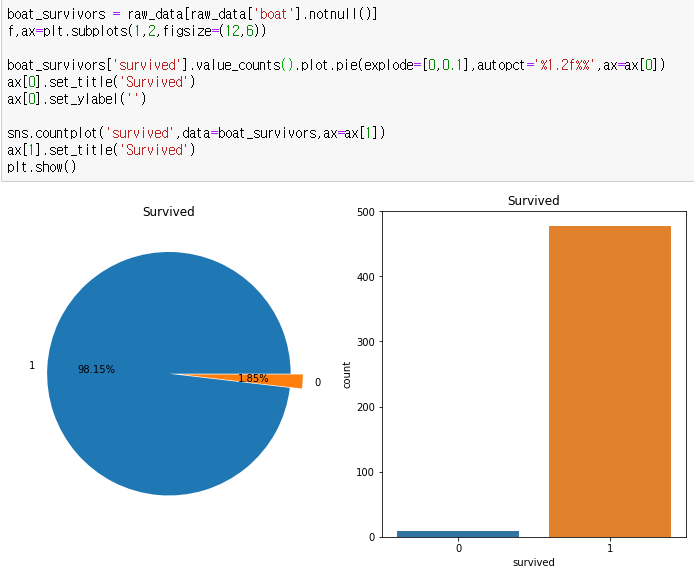 boat_survivors = raw_data[raw_data['boat'].notnull()]
f,ax=plt.subplots(1,2,figsize=(12,6))
boat_survivors['survived'].value_counts().plot.pie(explode=[0,0.1],autopct='%1.2f%%',ax=ax[0])
ax[0].set_title('Survived')
ax[0].set_ylabel('')
sns.countplot('survived',data=boat_survivors,ax=ax[1])
ax[1].set_title('Survived')
plt.show()
Survived
1
98.15%
1.85%
0
Survived
500
400
300
200
100
0
count
0
1
survived